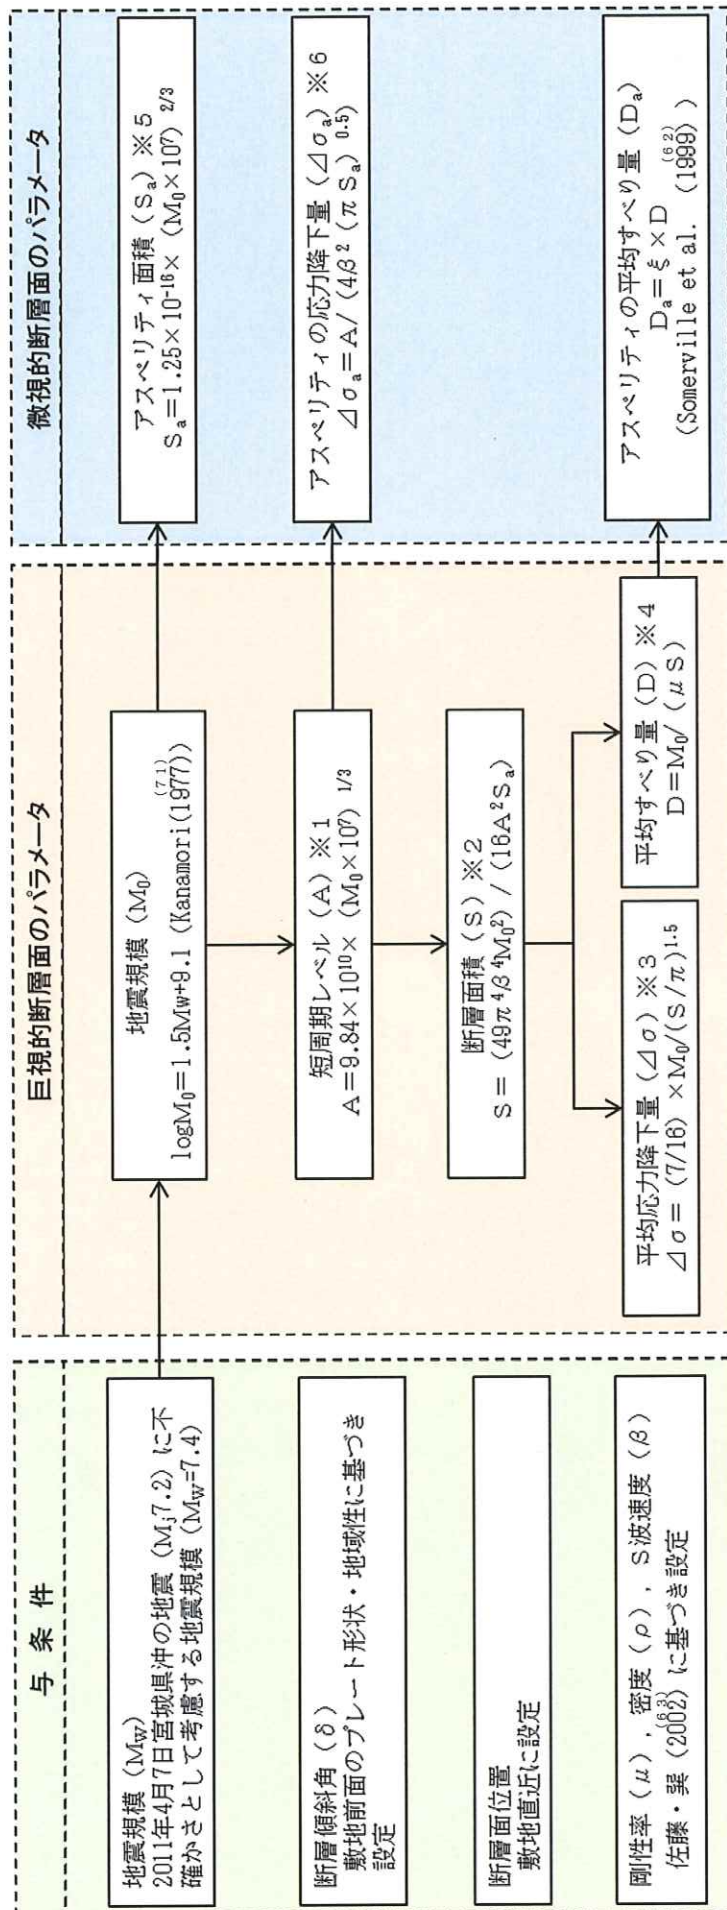 与 条 件
地震規模（Mw）
2011年4月7日宮城県沖の地震（Mj7.2）に不
確かさとして考慮する地震規模（Mw=7.4）
断層傾斜角（δ）
敷地前面のプレート形状・地域性に基づき
設定
断層面位置
敷地直近に設定
剛性率（μ），密度（ρ），S波速度（β）
佐藤・巽（2002）(63)に基づき設定
巨視的断層面のパラメータ
地震規模（M0）
logM0=1.5Mw+9.1（Kanamori(1977)(71)）
短周期レベル（A）※1
A=9.84×10^10×（M0×10^7）^1/3
断層面積（S）※2
S=（49π^4β^4M0^2）/（16A^2Sa）
平均応力降下量（Δσ）※3
Δσ=（7/16）×M0/(S/π)^1.5
平均すべり量（D）※4
D=M0/（μS）
微視的断層面のパラメータ
アスペリティ面積（Sa）※5
Sa=1.25×10^-16×（M0×10^7）^2/3
アスペリティの応力降下量（Δσa）※6
Δσa=A/（4β^2（πSa）^0.5）
アスペリティの平均すべり量（Da）
Da=ξ×D
（Somerville et al.（1999）(62)）